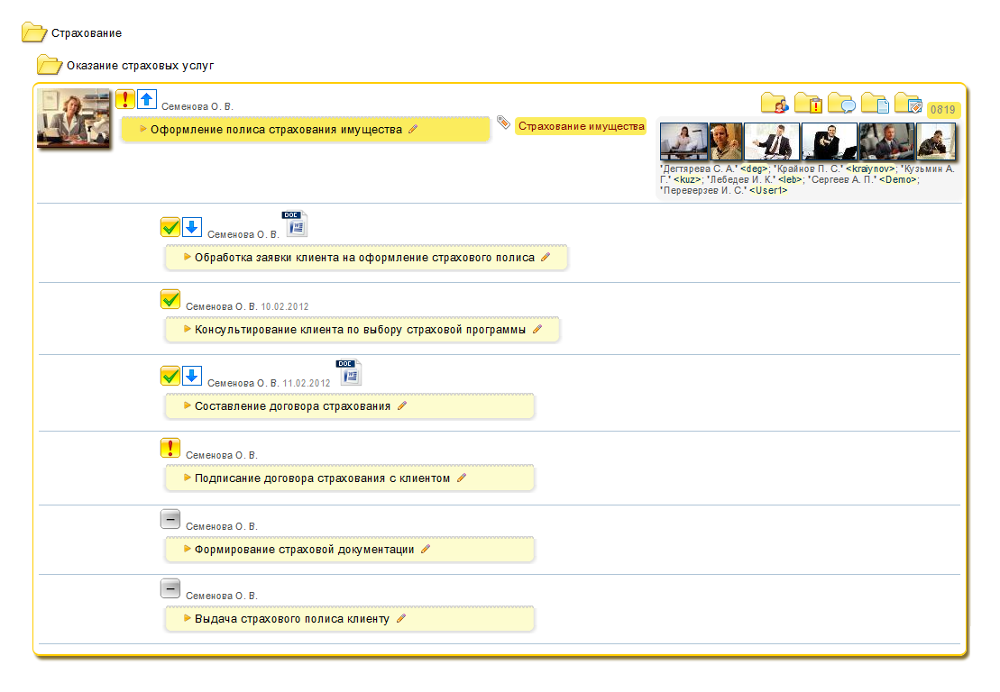 Страхование
Оказание страховых услуг
Семенова О. В.
Оформление полиса страхования имущества
Страхование имущества
0819
"Дегтярева С. А." <deg>; "Крайнов П. С." <kraiynov>; "Кузьмин А.
Г." <kuz>; "Лебедев И. К." <leb>; "Сергеев А. П." <Demo>;
"Переверзев И. С." <User1>
DOC
Семенова О. В.
Обработка заявки клиента на оформление страхового полиса
Семенова О. В. 10.02.2012
Консультирование клиента по выбору страховой программы
DOC
Семенова О. В. 11.02.2012
Составление договора страхования
Семенова О. В.
Подписание договора страхования с клиентом
Семенова О. В.
Формирование страховой документации
Семенова О. В.
Выдача страхового полиса клиенту